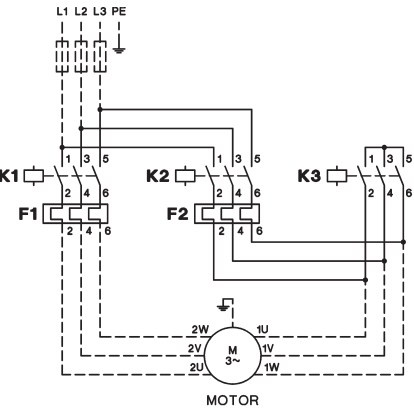 L1 L2 L3 PE
1 3 5 1 3 5 1 3 5
K1 K2 K3
2 4 6 2 4 6 2 4 6
F1 F2
2 4 6 2 4 6
2W 1U
2V M 1V
3~
2U 1W
MOTOR